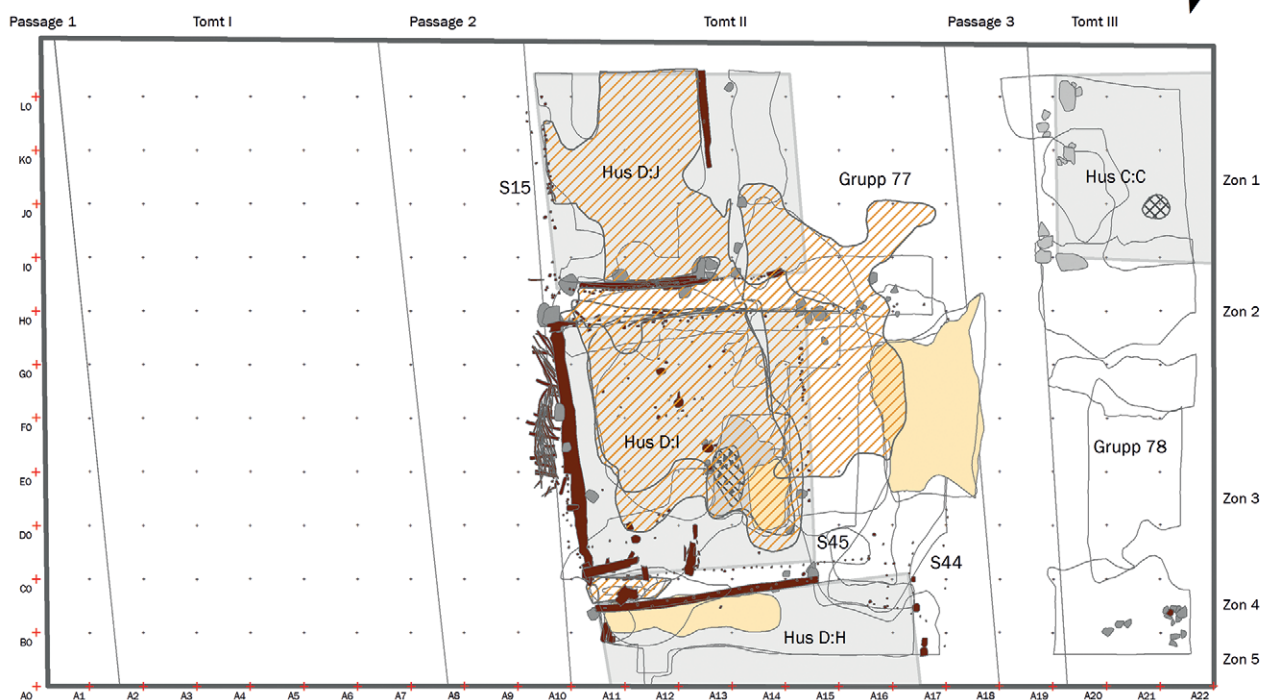 Passage 1 Tomt I Passage 2 Tomt II Passage 3 Tomt III
LO
KO
Hus D:J
Hus C:C
Grupp 77
Zon 1
S15
JO
IO
HO
Zon 2
GO
FO
Hus D:I
Grupp 78
EO
Zon 3
DO
S45
S44
CO
Zon 4
BO
Hus D:H
Zon 5
A0 A1 A2 A3 A4 A5 A6 A7 A8 A9 A10 A11 A12 A13 A14 A15 A16 A17 A18 A19 A20 A21 A22